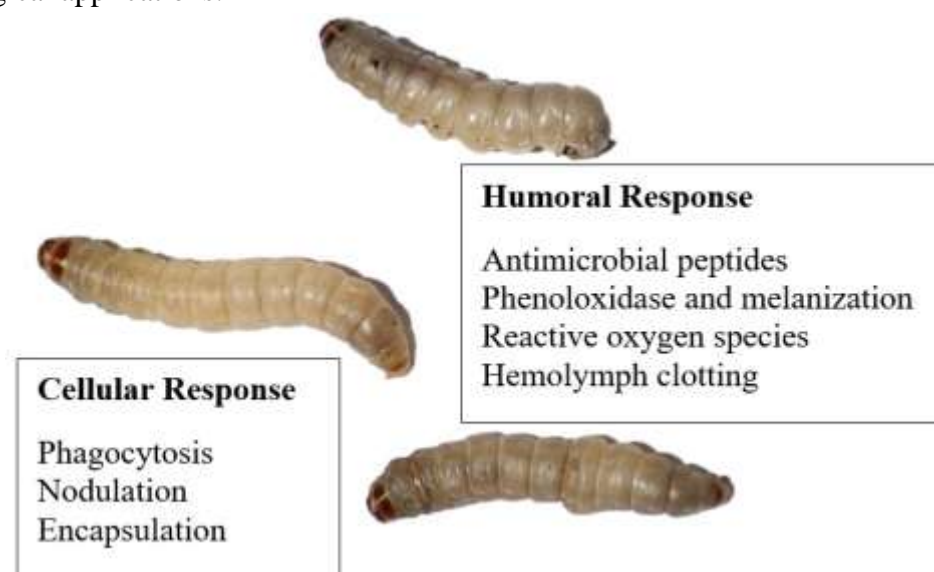 Humoral Response
Antimicrobial peptides
Phenoloxidase and melanization
Reactive oxygen species
Hemolymph clotting
Cellular Response
Phagocytosis
Nodulation
Encapsulation